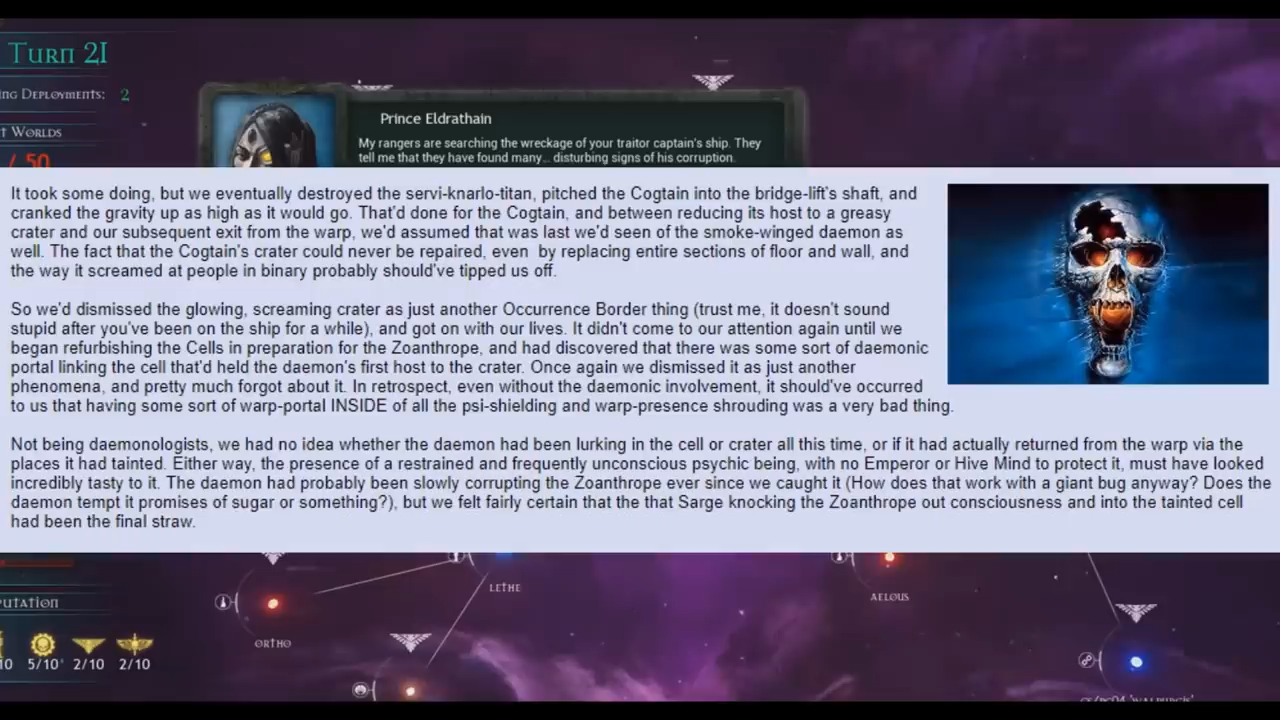 TURN 21
NG DEPLOYMENTS: 2
T WORLDS
/ 50
Prince Eldrathain
My rangers are searching the wreckage of your traitor captain's ship. They
tell me that they have found many... disturbing signs of his corruption.
It took some doing, but we eventually destroyed the servi-knarlo-titan, pitched the Cogtain into the bridge-lift's shaft, and
cranked the gravity up as high as it would go. That'd done for the Cogtain, and between reducing its host to a greasy
crater and our subsequent exit from the warp, we'd assumed that was last we'd seen of the smoke-winged daemon as
well. The fact that the Cogtain's crater could never be repaired, even by replacing entire sections of floor and wall, and
the way it screamed at people in binary probably should've tipped us off.
So we'd dismissed the glowing, screaming crater as just another Occurrence Border thing (trust me, it doesn't sound
stupid after you've been on the ship for a while), and got on with our lives. It didn't come to our attention again until we
began refurbishing the Cells in preparation for the Zoanthrope, and had discovered that there was some sort of daemonic
portal linking the cell that'd held the daemon's first host to the crater. Once again we dismissed it as just another
phenomena, and pretty much forgot about it. In retrospect, even without the daemonic involvement, it should've occurred
to us that having some sort of warp-portal INSIDE of all the psi-shielding and warp-presence shrouding was a very bad thing.
Not being daemonologists, we had no idea whether the daemon had been lurking in the cell or crater all this time, or if it had actually returned from the warp via the
places it had tainted. Either way, the presence of a restrained and frequently unconscious psychic being, with no Emperor or Hive Mind to protect it, must have looked
incredibly tasty to it. The daemon had probably been slowly corrupting the Zoanthrope ever since we caught it (How does that work with a giant bug anyway? Does the
daemon tempt it promises of sugar or something?), but we felt fairly certain that the that Sarge knocking the Zoanthrope out consciousness and into the tainted cell
had been the final straw.
LETHE
AELOUS
UTATION
ORTHO
10 5/10 2/10 2/10